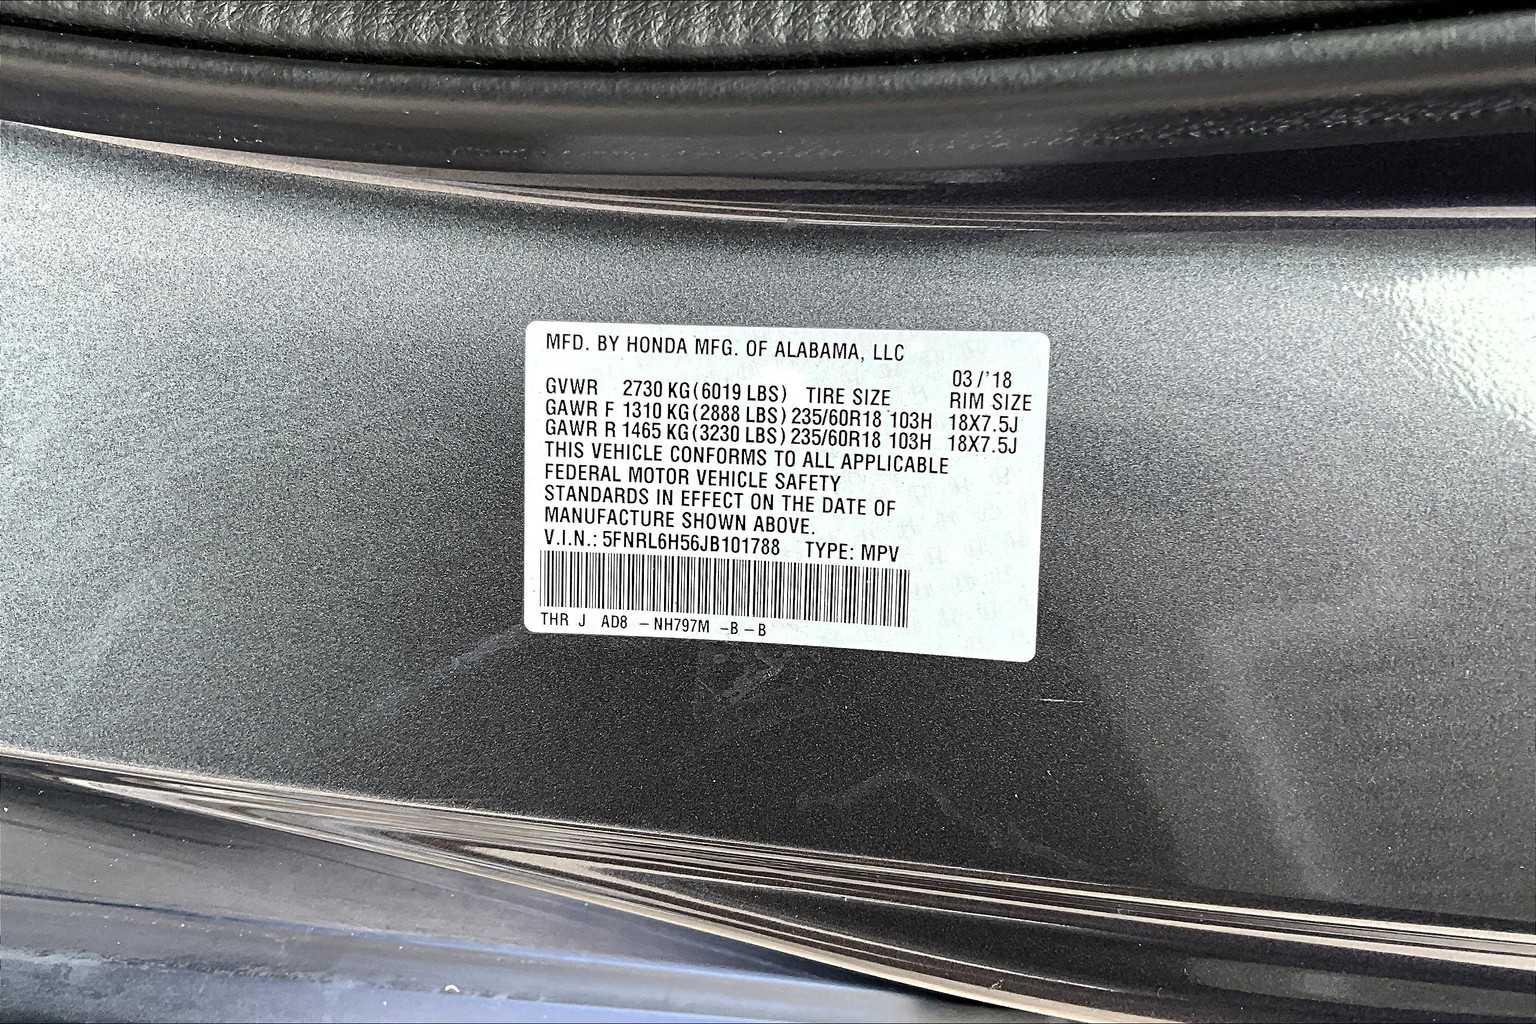 MFD. BY HONDA MFG. OF ALABAMA, LLC
03/'18
GVWR 2730 KG(6019 LBS) TIRE SIZE RIM SIZE
GAWR F 1310 KG(2888 LBS) 235/60R18 103H 18X7.5J
GAWR R 1465 KG(3230 LBS) 235/60R18 103H 18X7.5J
THIS VEHICLE CONFORMS TO ALL APPLICABLE
FEDERAL MOTOR VEHICLE SAFETY
STANDARDS IN EFFECT ON THE DATE OF
MANUFACTURE SHOWN ABOVE.
V.I.N.: 5FNRL6H56JB101788 TYPE: MPV
THR J AD8 - NH797M -B-B